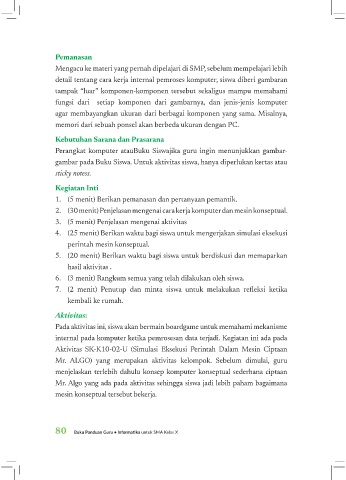 Pemanasan
Mengacu ke materi yang pernah dipelajari di SMP, sebelum mempelajari lebih
detail tentang cara kerja internal pemroses komputer, siswa diberi gambaran
tampak “luar” komponen-komponen tersebut sekaligus mampu memahami
fungsi dari setiap komponen dari gambarnya, dan jenis-jenis komputer
agar membayangkan ukuran dari berbagai komponen yang sama. Misalnya,
memori dari sebuah ponsel akan berbeda ukuran dengan PC.
Kebutuhan Sarana dan Prasarana
Perangkat komputer atauBuku Siswajika guru ingin menunjukkan gambar-
gambar pada Buku Siswa. Untuk aktivitas siswa, hanya diperlukan kertas atau
sticky notess.
Kegiatan Inti
1. (5 menit) Berikan pemanasan dan pertanyaan pemantik.
2. (30 menit) Penjelasan mengenai cara kerja komputer dan mesin konseptual.
3. (5 menit) Penjelasan mengenai aktivitas
4. (25 menit) Berikan waktu bagi siswa untuk mengerjakan simulasi eksekusi
perintah mesin konseptual.
5. (20 menit) Berikan waktu bagi siswa untuk berdiskusi dan memaparkan
hasil aktivitas .
6. (3 menit) Rangkum semua yang telah dilakukan oleh siswa.
7. (2 menit) Penutup dan minta siswa untuk melakukan refleksi ketika
kembali ke rumah.
Aktivitas:
Pada aktivitas ini, siswa akan bermain boardgame untuk memahami mekanisme
internal pada komputer ketika pemrosesan data terjadi. Kegiatan ini ada pada
Aktivitas SK-K10-02-U (Simulasi Eksekusi Perintah Dalam Mesin Ciptaan
Mr. ALGO) yang merupakan aktivitas kelompok. Sebelum dimulai, guru
menjelaskan terlebih dahulu konsep komputer konseptual sederhana ciptaan
Mr. Algo yang ada pada aktivitas sehingga siswa jadi lebih paham bagaimana
mesin konseptual tersebut bekerja.
80 Buku Panduan Guru • Informatika untuk SMA Kelas X